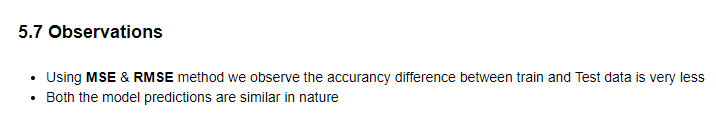 5.7 Observations
• Using MSE & RMSE method we observe the accurancy difference between train and Test data is very less
• Both the model predictions are similar in nature